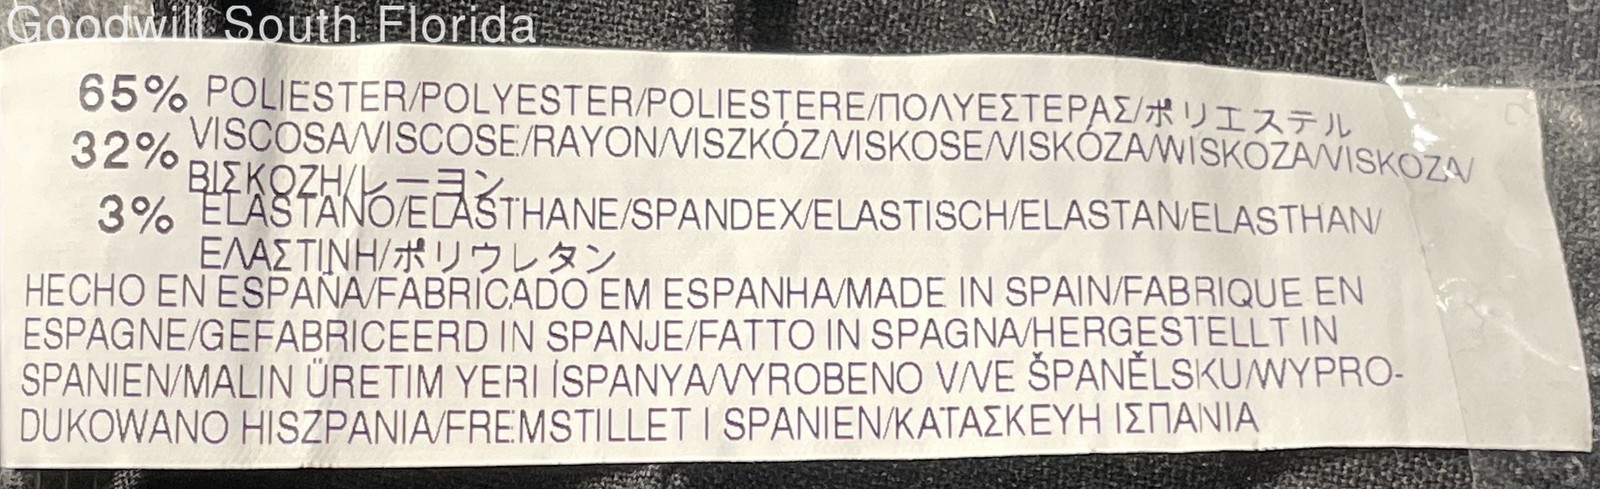 Goodwill South Florida
65% POLIESTER/POLYESTER/POLIESTERE/ΠΟΛΥΕΣΤΕΡΑΣ/ポリエステル
32% VISCOSA/VISCOSE/RAYON/VISZKÓZ/VISKOSE/VISKÓZA/WISKOZA/VISKOZA/
ΒΙΣΚΟΖΗ/レーヨン
3% ELASTANO/ELASTHANE/SPANDEX/ELASTISCH/ELASTAN/ELASTHAN/
ΕΛΑΣΤΙΝΗ/ポリウレタン
HECHO EN ESPAÑA/FABRICADO EM ESPANHA/MADE IN SPAIN/FABRIQUE EN
ESPAGNE/GEFABRICEERD IN SPANJE/FATTO IN SPAGNA/HERGESTELLT IN
SPANIEN/MALIN ÜRETIM YERI İSPANYA/VYROBENO V/VE ŠPANĚLSKU/WYPRO-
DUKOWANO HISZPANIA/FREMSTILLET I SPANIEN/ΚΑΤΑΣΚΕΥΗ ΙΣΠΑΝΙΑ